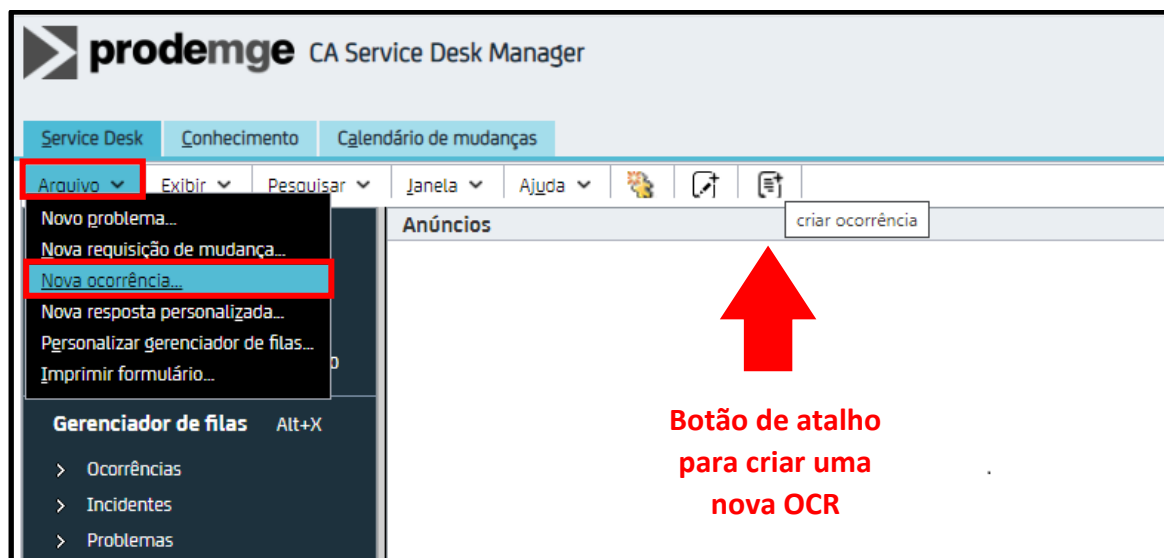 prodemge CA Service Desk Manager
Service Desk Conhecimento Calendário de mudanças
Arquivo Exibir Pesquisar Janela Ajuda
Novo problema...
Nova requisição de mudança...
Nova ocorrência...
Nova resposta personalizada...
Personalizar gerenciador de filas...
Imprimir formulário...
Anúncios
criar ocorrência
Gerenciador de filas Alt+X
> Ocorrências
> Incidentes
> Problemas
Botão de atalho
para criar uma
nova OCR
.